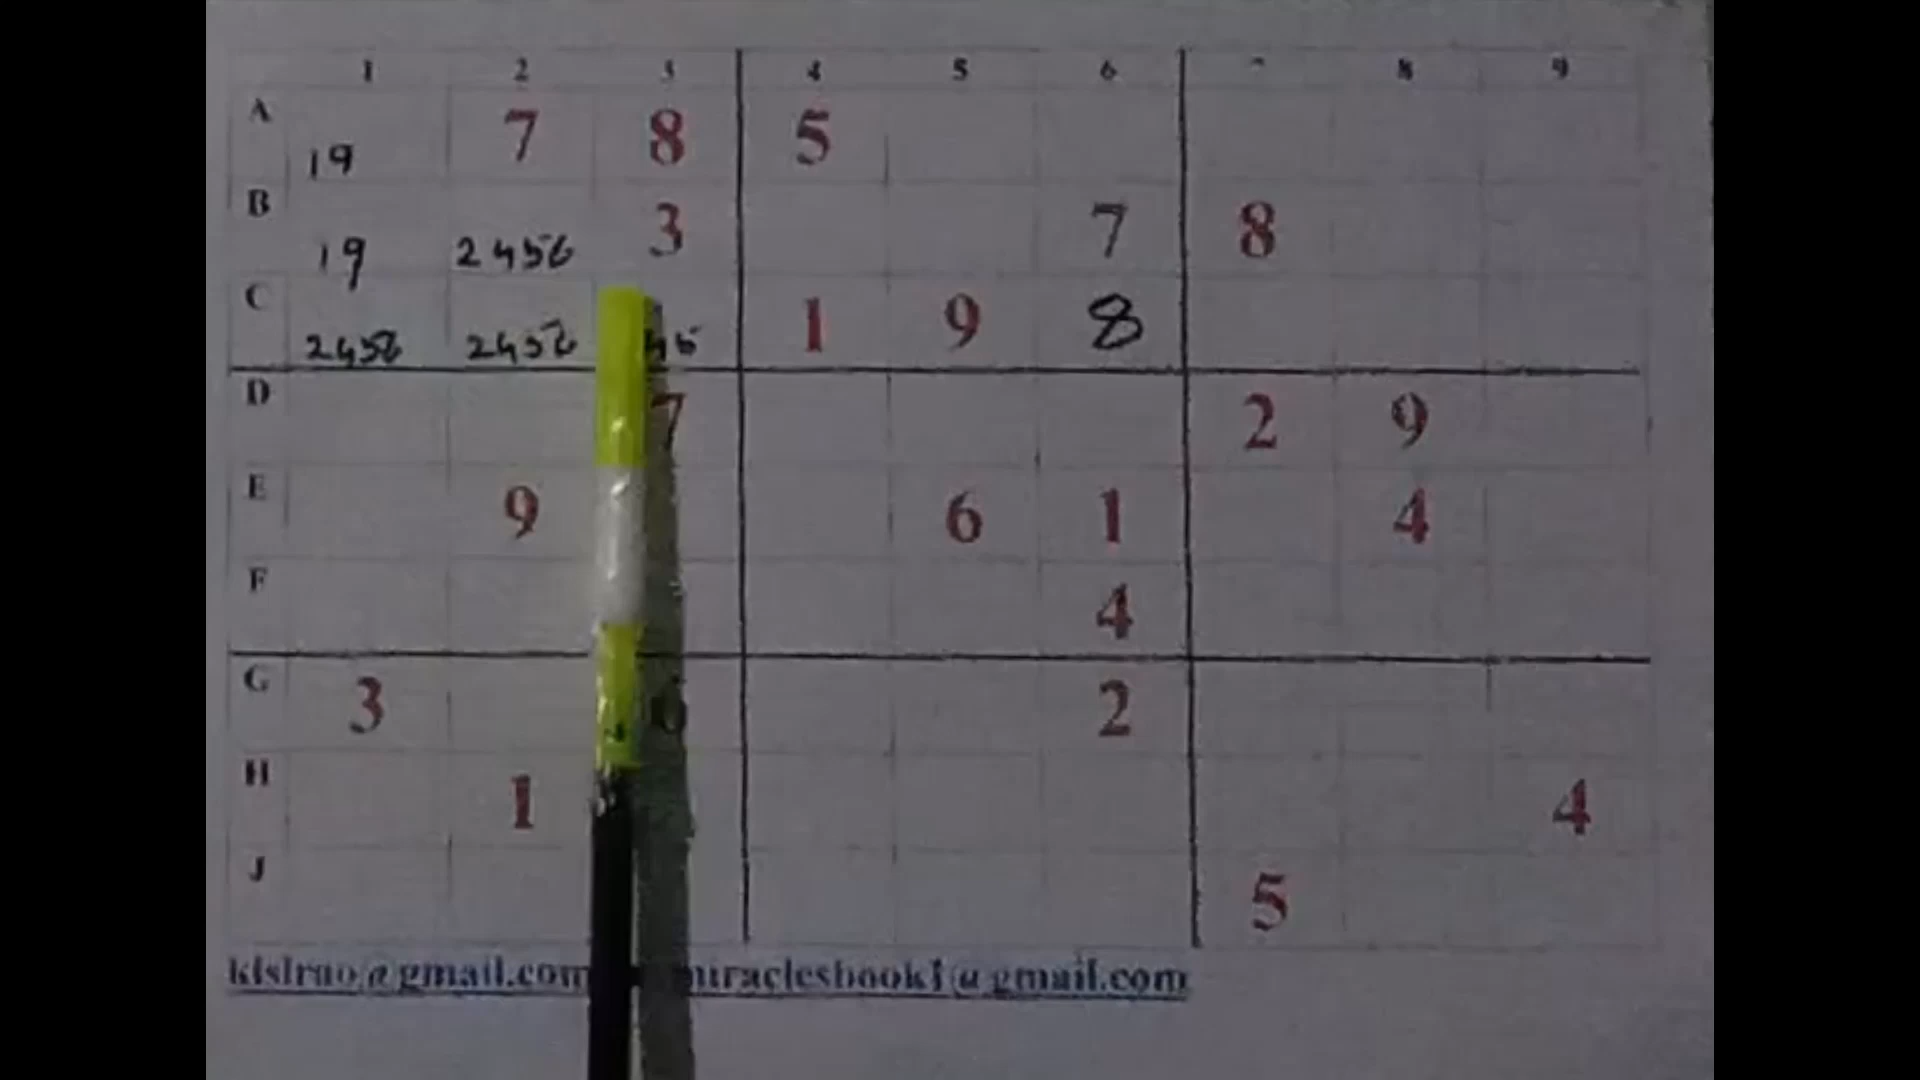 1 2 3 4 5 6 8 9
A 7 8 5
19
B 3 7 8
19 2456
C 1 9 8
2456 2456
D 7 2 9
E 9 6 1 4
F 4
G 3 6 2
H 1 4
J 5
kislrao@gmail.com